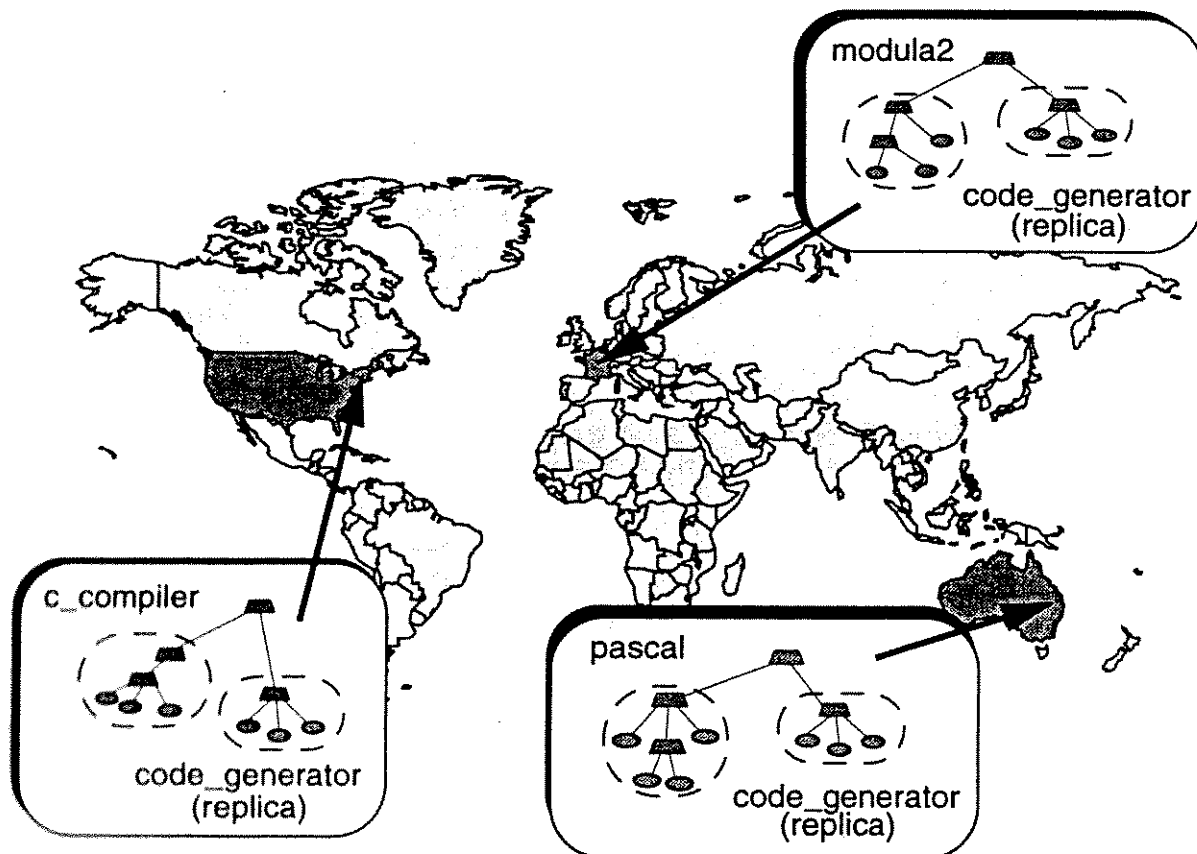 modula2
code_generator
(replica)
c_compiler
code_generator
(replica)
pascal
code_generator
(replica)